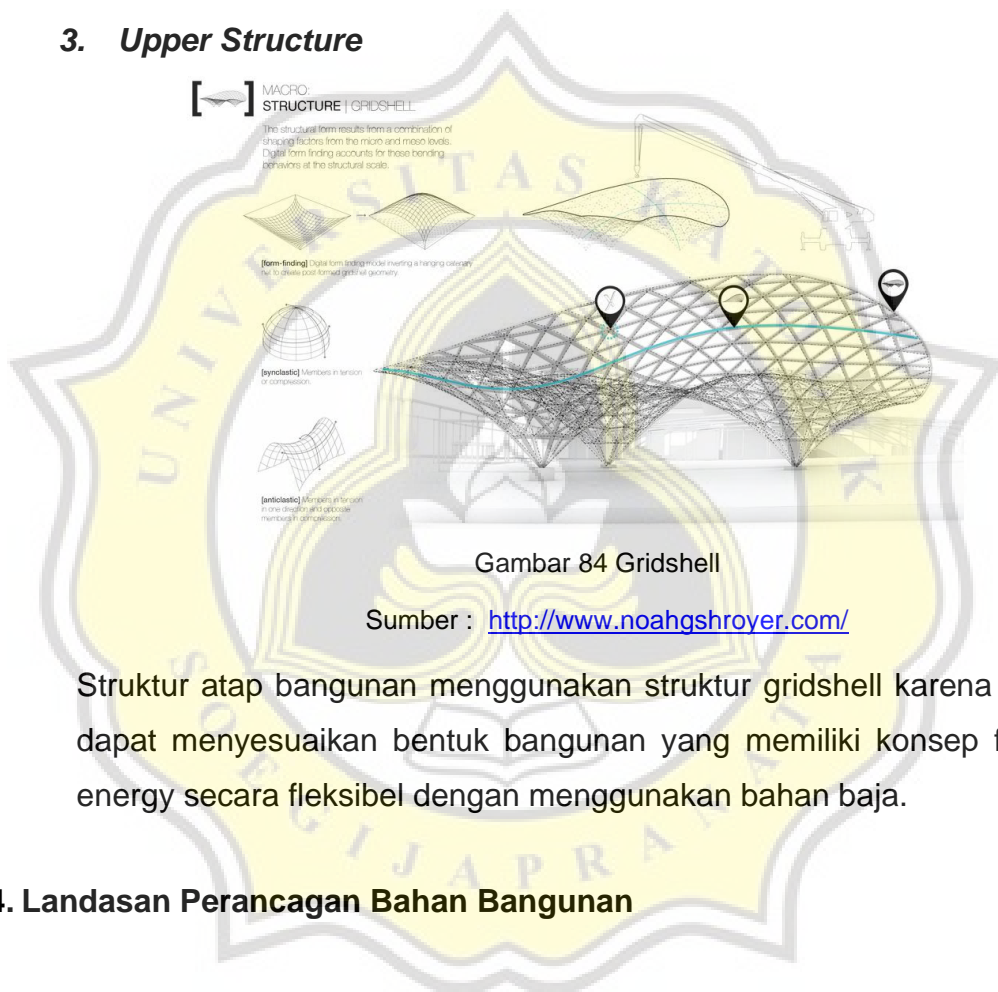 3. Upper Structure
MACRO:
STRUCTURE | GRIDSHELL
The structural form results from a combination of
shaping factors from the micro and meso levels.
Digital form finding accounts for these bending
behaviors at the structural scale.
[form-finding] Digital form finding model inverting a hanging catenary
net to create post-formed gridshell geometry.
[synclastic] Members in tension
or compression.
[anticlastic] Members in tension
in one direction and opposite
members in compression.
Gambar 84 Gridshell
Sumber : http://www.noahgshroyer.com/
Struktur atap bangunan menggunakan struktur gridshell karena
dapat menyesuaikan bentuk bangunan yang memiliki konsep f
energy secara fleksibel dengan menggunakan bahan baja.
4. Landasan Perancagan Bahan Bangunan
UNIVERSITAS KATOLIK
SOEGIJAPRANATA